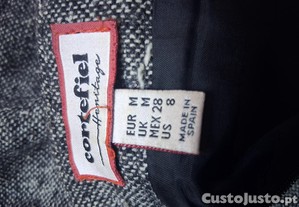 cortefiel
Heritage
EUR M
UK M
MEX 28
US 8
MADE IN
SPAIN
CustoJusto.pt